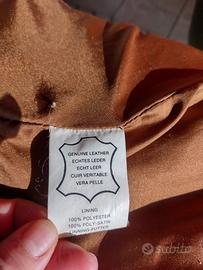 GENUINE LEATHER
ECHTES LEDER
ECHT LEER
CUIR VERITABLE
VERA PELLE
LINING
100% POLYESTER
100% POLY-SATIN
subito